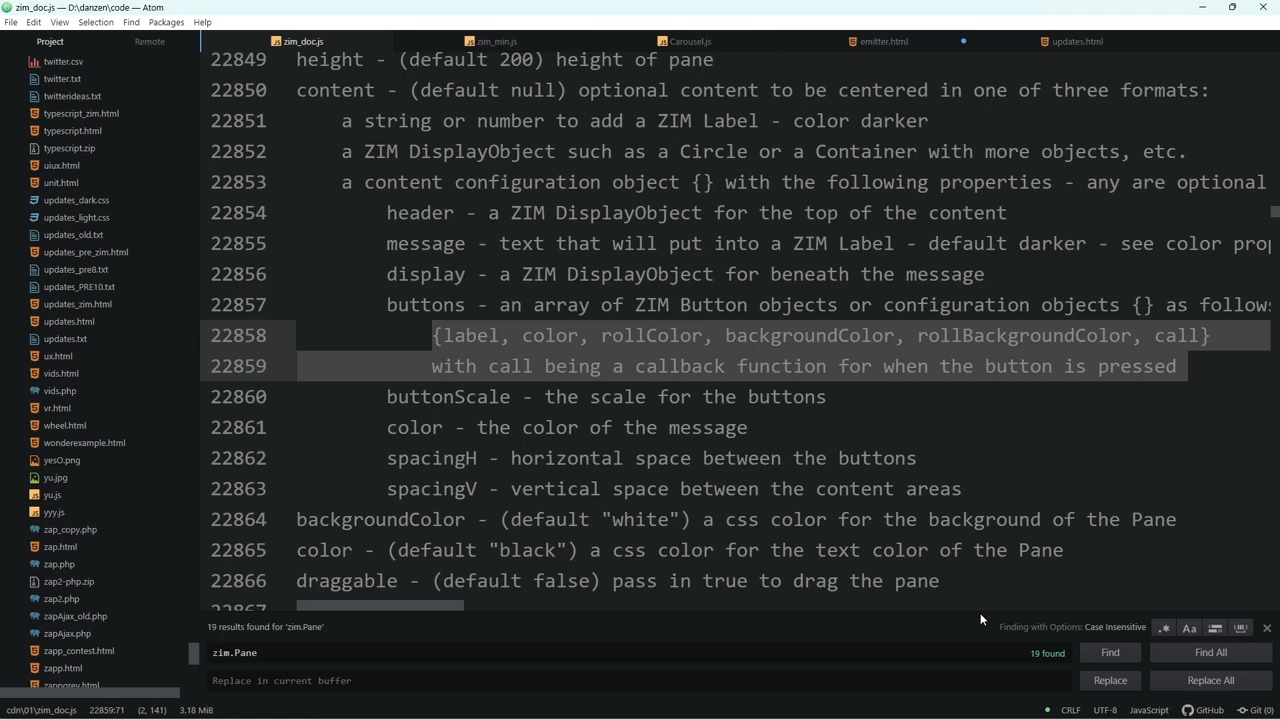 zim_doc.js — D:\danzen\code — Atom
File Edit View Selection Find Packages Help
Project Remote
zim_doc.js zim_min.js Carousel.js emitter.html updates.html
twitter.csv
twitter.txt
twitterideas.txt
typescript_zim.html
typescript.html
typescript.zip
uiux.html
unit.html
updates_dark.css
updates_light.css
updates_old.txt
updates_pre_zim.html
updates_pre8.txt
updates_PRE10.txt
updates_zim.html
updates.html
updates.txt
ux.html
vids.html
vids.php
vr.html
wheel.html
wonderexample.html
yesO.png
yu.jpg
yu.js
yyy.js
zap_copy.php
zap.html
zap.php
zap2-php.zip
zap2.php
zapAjax_old.php
zapAjax.php
zapp_contest.html
zapp.html
zappgrey.html
22849 height - (default 200) height of pane
22850 content - (default null) optional content to be centered in one of three formats:
22851 a string or number to add a ZIM Label - color darker
22852 a ZIM DisplayObject such as a Circle or a Container with more objects, etc.
22853 a content configuration object {} with the following properties - any are optional
22854 header - a ZIM DisplayObject for the top of the content
22855 message - text that will put into a ZIM Label - default darker - see color prop
22856 display - a ZIM DisplayObject for beneath the message
22857 buttons - an array of ZIM Button objects or configuration objects {} as follows:
22858 {label, color, rollColor, backgroundColor, rollBackgroundColor, call}
22859 with call being a callback function for when the button is pressed
22860 buttonScale - the scale for the buttons
22861 color - the color of the message
22862 spacingH - horizontal space between the buttons
22863 spacingV - vertical space between the content areas
22864 backgroundColor - (default "white") a css color for the background of the Pane
22865 color - (default "black") a css color for the text color of the Pane
22866 draggable - (default false) pass in true to drag the pane
22867
19 results found for 'zim.Pane' Finding with Options: Case Insensitive .* Aa
zim.Pane 19 found Find Find All
Replace in current buffer Replace Replace All
cdn\01\zim_doc.js 22859:71 (2, 141) 3.18 MiB CRLF UTF-8 JavaScript GitHub Git (0)